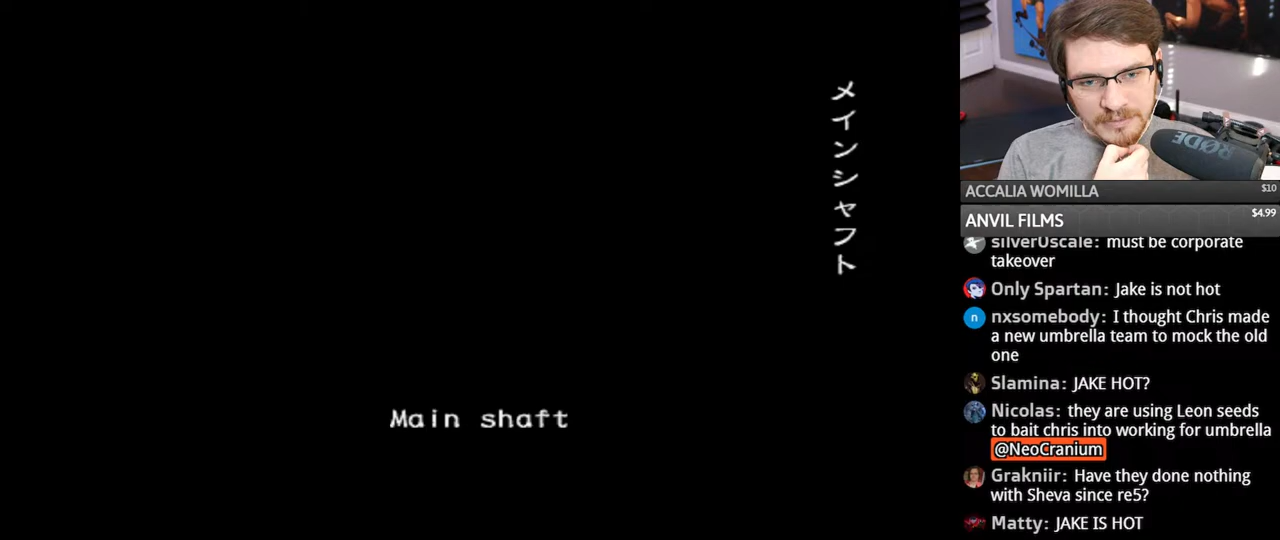 メインシャフト
Main shaft
RØDE
ACCALIA WOMILLA
$10
ANVIL FILMS
$4.99
silver0scale: must be corporate
takeover
Only Spartan: Jake is not hot
n
nxsomebody: I thought Chris made
a new umbrella team to mock the old
one
Slamina: JAKE HOT?
Nicolas: they are using Leon seeds
to bait chris into working for umbrella
@NeoCranium
Grakniir: Have they done nothing
with Sheva since re5?
Matty: JAKE IS HOT